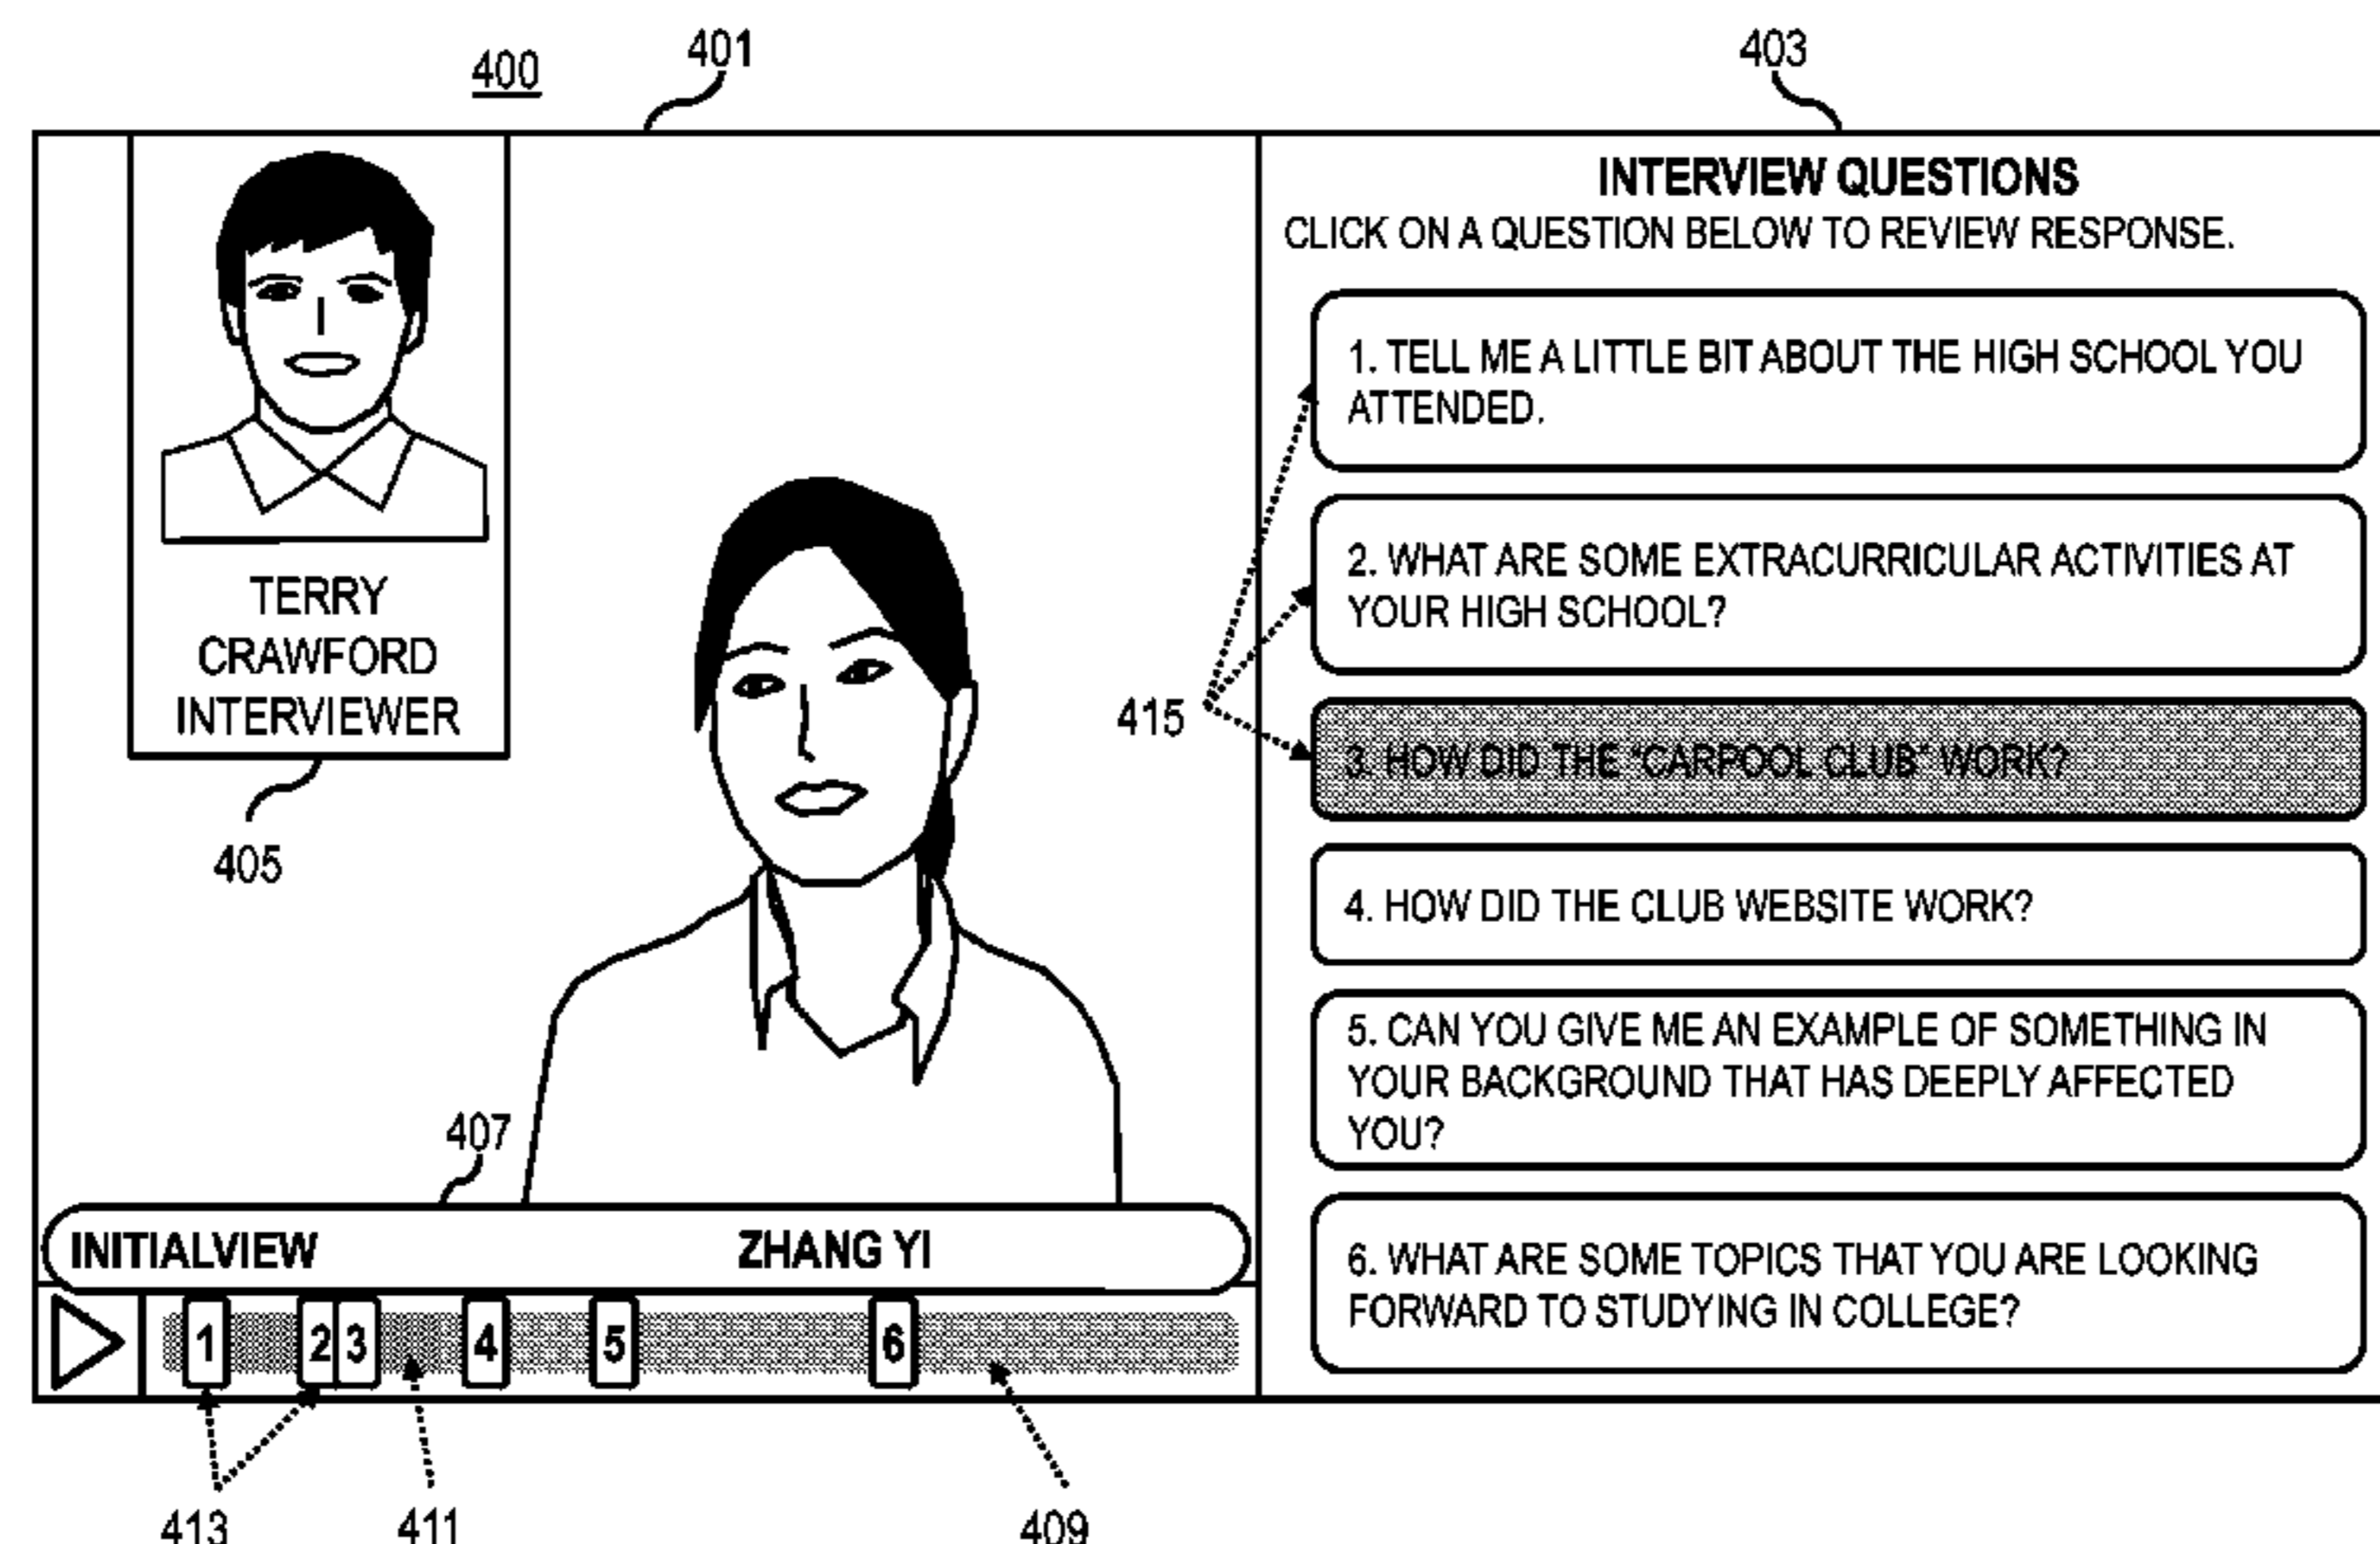 400
401
403
TERRY
CRAWFORD
INTERVIEWER
405
407
INITIALVIEW
ZHANG YI
1
2
3
4
5
6
413
411
409
INTERVIEW QUESTIONS
CLICK ON A QUESTION BELOW TO REVIEW RESPONSE.
1. TELL ME A LITTLE BIT ABOUT THE HIGH SCHOOL YOU
ATTENDED.
2. WHAT ARE SOME EXTRACURRICULAR ACTIVITIES AT
YOUR HIGH SCHOOL?
415
3. HOW DID THE "CARPOOL CLUB" WORK?
4. HOW DID THE CLUB WEBSITE WORK?
5. CAN YOU GIVE ME AN EXAMPLE OF SOMETHING IN
YOUR BACKGROUND THAT HAS DEEPLY AFFECTED
YOU?
6. WHAT ARE SOME TOPICS THAT YOU ARE LOOKING
FORWARD TO STUDYING IN COLLEGE?